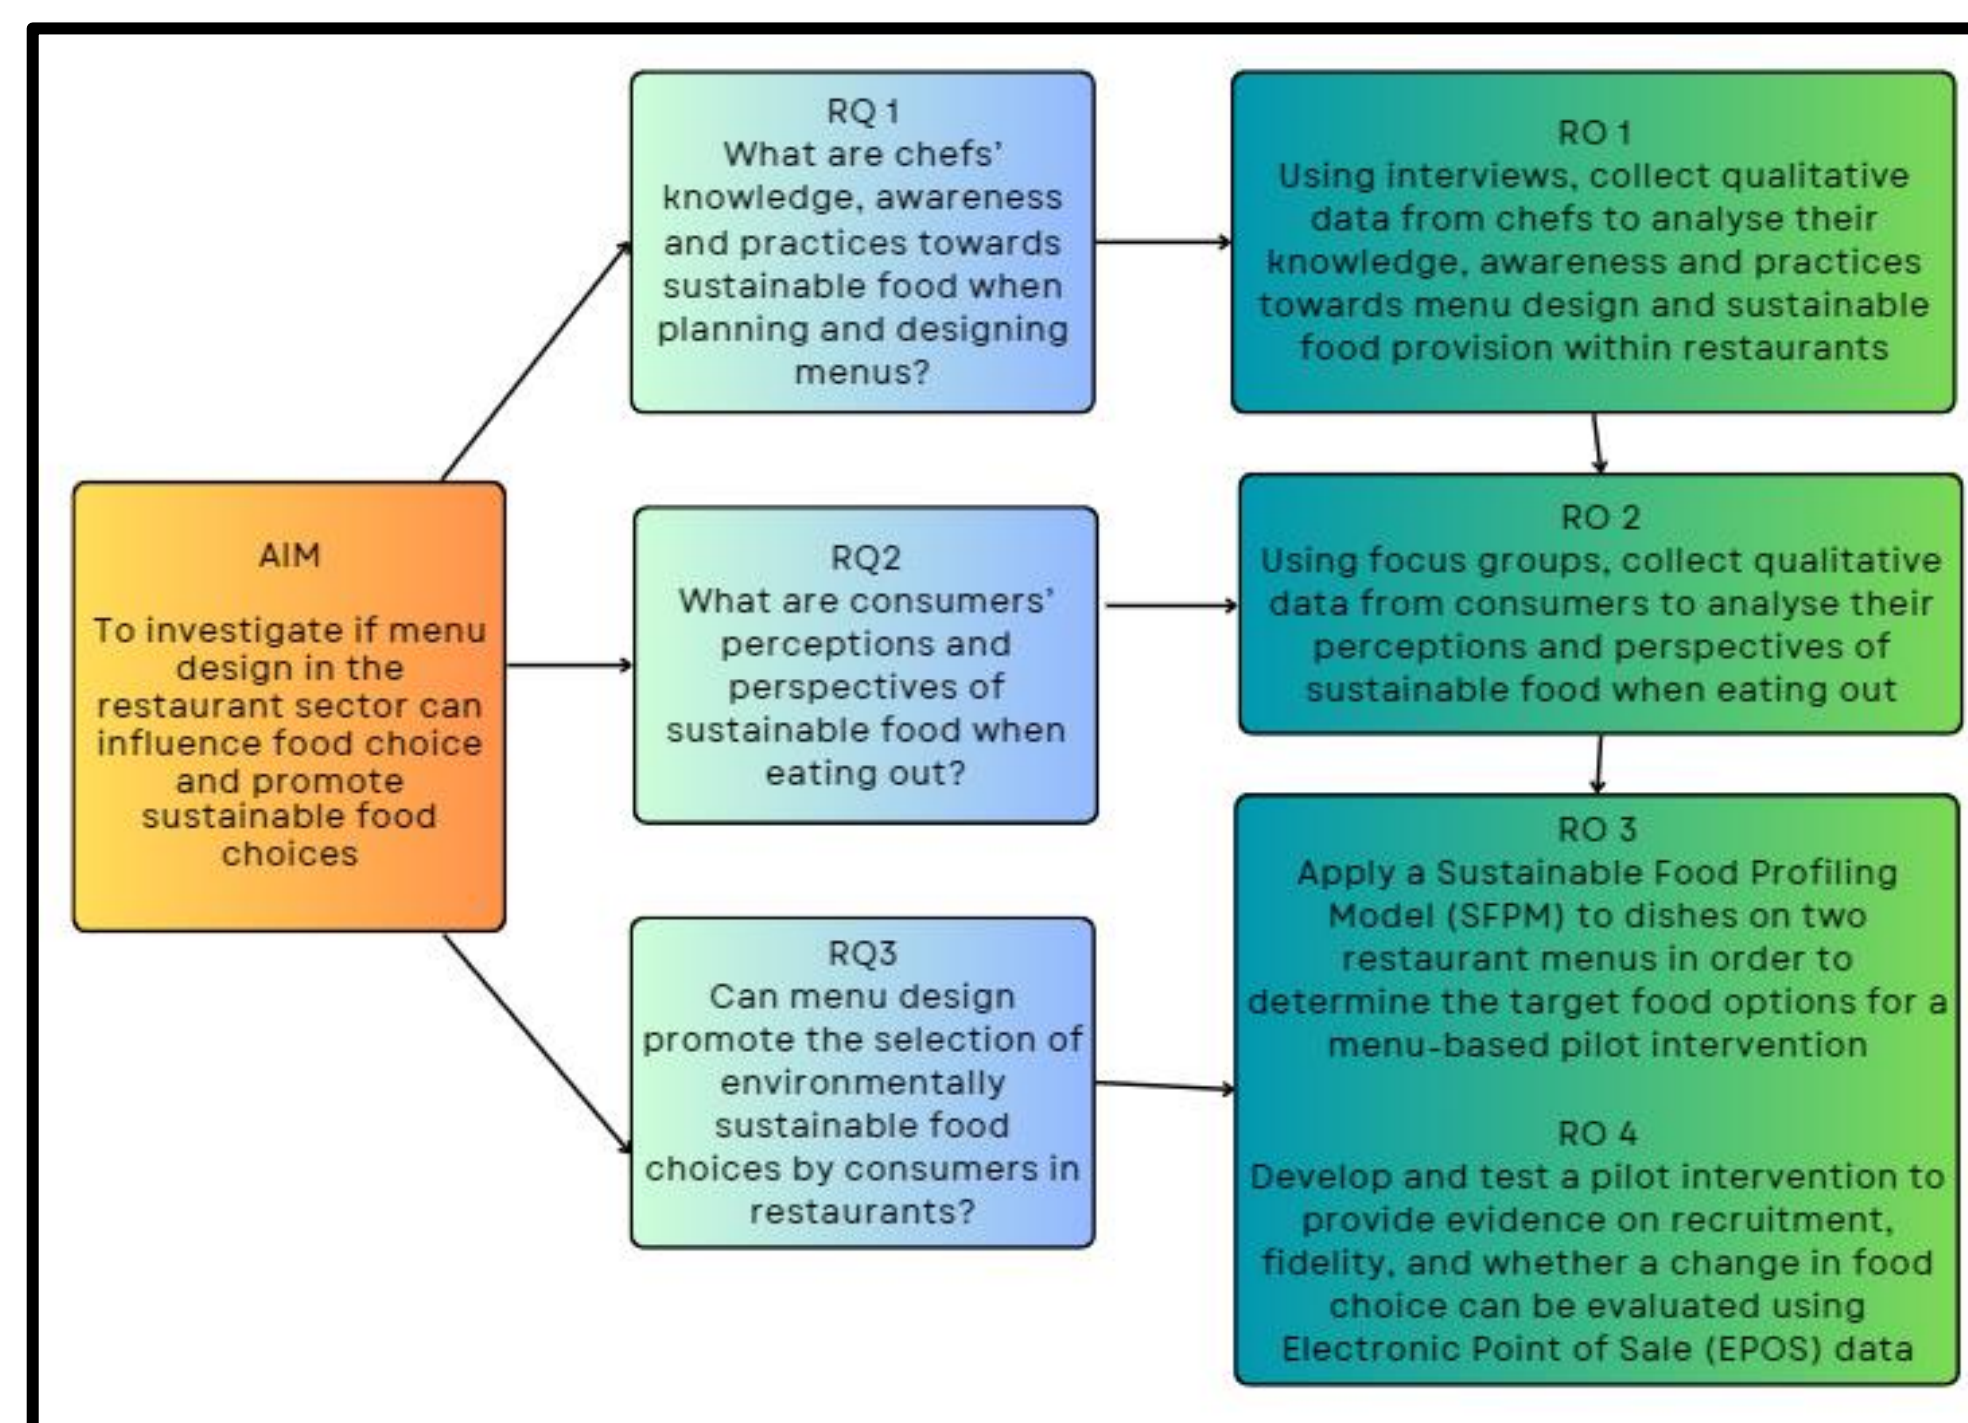 AIM
To investigate if menu
design in the
restaurant sector can
influence food choice
and promote
sustainable food
choices
RQ 1
What are chefs’
knowledge, awareness
and practices towards
sustainable food when
planning and designing
menus?
RO 1
Using interviews, collect qualitative
data from chefs to analyse their
knowledge, awareness and practices
towards menu design and sustainable
food provision within restaurants
RQ2
What are consumers’
perceptions and
perspectives of
sustainable food when
eating out?
RO 2
Using focus groups, collect qualitative
data from consumers to analyse their
perceptions and perspectives of
sustainable food when eating out
RQ3
Can menu design
promote the selection of
environmentally
sustainable food
choices by consumers in
restaurants?
RO 3
Apply a Sustainable Food Profiling
Model (SFPM) to dishes on two
restaurant menus in order to
determine the target food options for a
menu-based pilot intervention
RO 4
Develop and test a pilot intervention to
provide evidence on recruitment,
fidelity, and whether a change in food
choice can be evaluated using
Electronic Point of Sale (EPOS) data